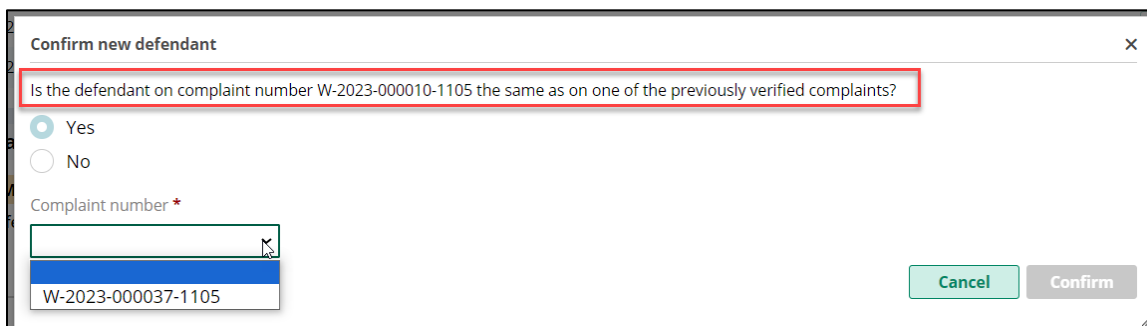 Confirm new defendant
Is the defendant on complaint number W-2023-000010-1105 the same as on one of the previously verified complaints?
Yes
No
Complaint number *
W-2023-000037-1105
Cancel Confirm